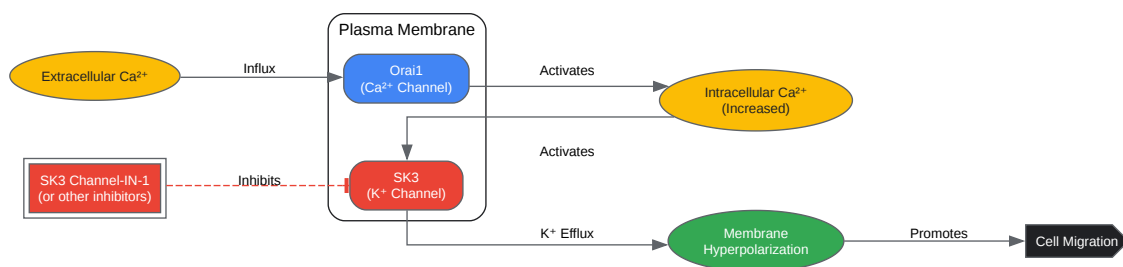 Plasma Membrane
Extracellular Ca²⁺
Influx
Orai1
(Ca²⁺ Channel)
Activates
Intracellular Ca²⁺
(Increased)
Activates
SK3 Channel-IN-1
(or other inhibitors)
Inhibits
SK3
(K⁺ Channel)
K⁺ Efflux
Membrane
Hyperpolarization
Promotes
Cell Migration